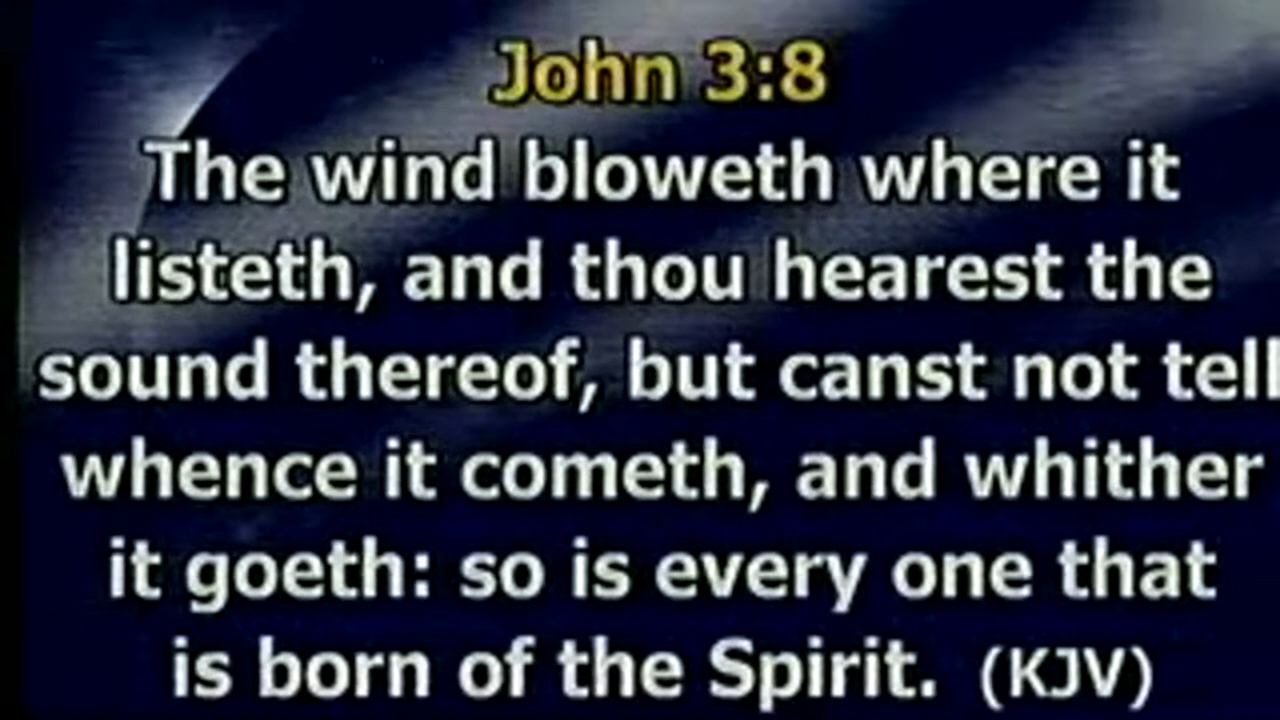 John 3:8
The wind bloweth where it
listeth, and thou hearest the
sound thereof, but canst not tell
whence it cometh, and whither
it goeth: so is every one that
is born of the Spirit. (KJV)